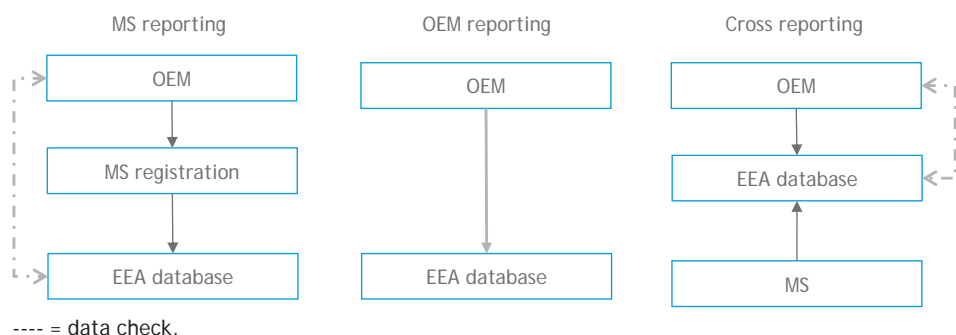 MS reporting
OEM reporting
Cross reporting
OEM
OEM
OEM
MS registration
EEA database
EEA database
EEA database
MS
---- = data check.